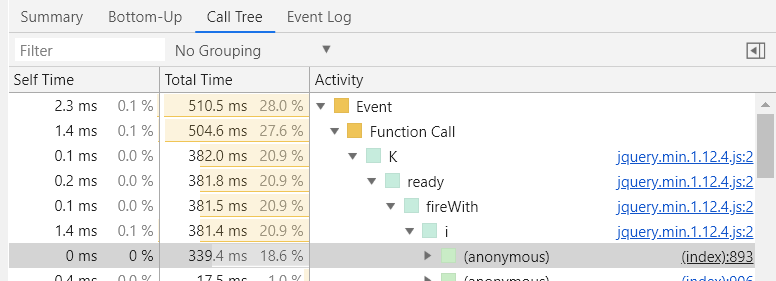 Summary Bottom-Up Call Tree Event Log
Filter No Grouping ▼
Self Time Total Time Activity
2.3 ms 0.1 % 510.5 ms 28.0 % Event
1.4 ms 0.1 % 504.6 ms 27.6 % Function Call
0.1 ms 0.0 % 382.0 ms 20.9 % K jquery.min.1.12.4.js:2
0.2 ms 0.0 % 381.8 ms 20.9 % ready jquery.min.1.12.4.js:2
0.1 ms 0.0 % 381.5 ms 20.9 % fireWith jquery.min.1.12.4.js:2
1.4 ms 0.1 % 381.4 ms 20.9 % i jquery.min.1.12.4.js:2
0 ms 0 % 339.4 ms 18.6 % (anonymous) (index):893
0.4 ms 0.0 % 17.5 ms 1.0 % (anonymous) (index):906